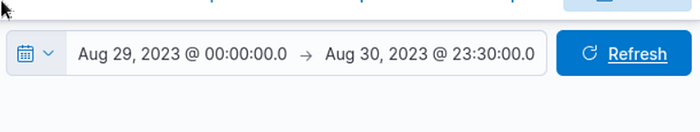 Aug 29, 2023 @ 00:00:00.0 → Aug 30, 2023 @ 23:30:00.0 Refresh